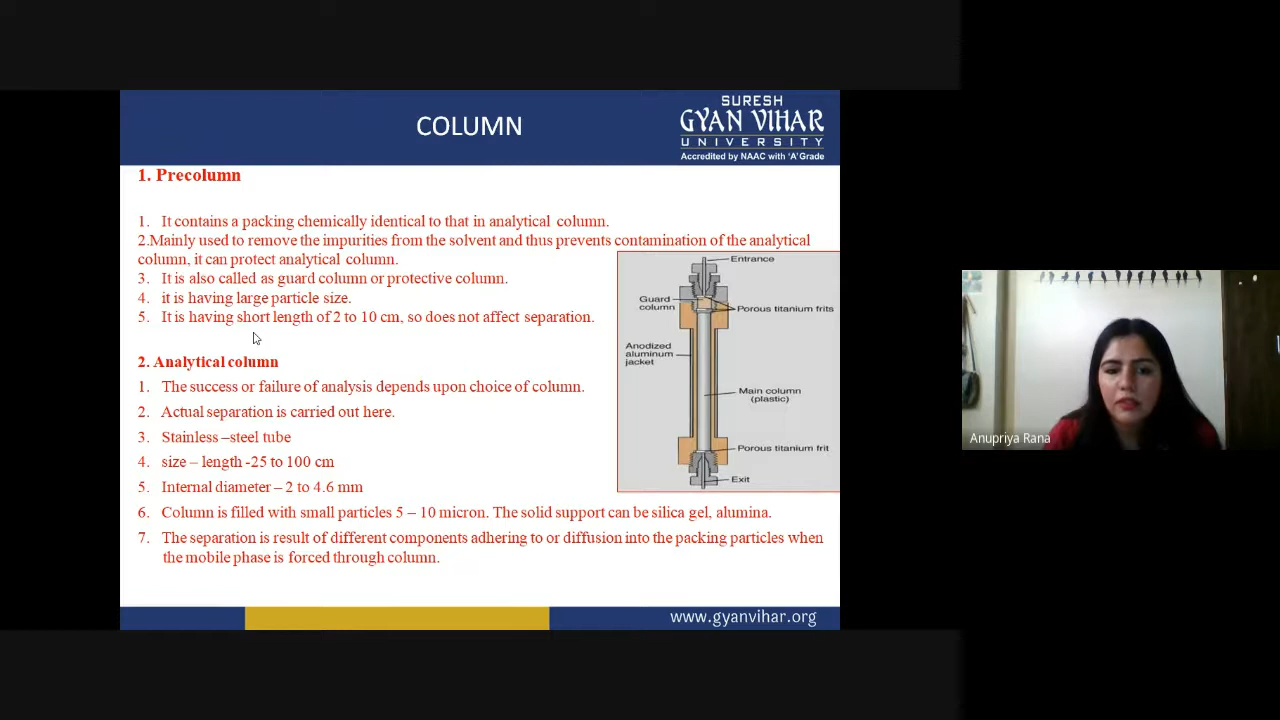 COLUMN
SURESH
GYAN VIHAR
UNIVERSITY
Accredited by NAAC with 'A' Grade
1. Precolumn
1. It contains a packing chemically identical to that in analytical column.
2.Mainly used to remove the impurities from the solvent and thus prevents contamination of the analytical
column, it can protect analytical column.
3. It is also called as guard column or protective column.
4. it is having large particle size.
5. It is having short length of 2 to 10 cm, so does not affect separation.
Entrance
Guard
column
Porous titanium frits
Anodized
aluminum
jacket
Main column
(plastic)
Porous titanium frit
Exit
2. Analytical column
1. The success or failure of analysis depends upon choice of column.
2. Actual separation is carried out here.
3. Stainless –steel tube
4. size – length -25 to 100 cm
5. Internal diameter – 2 to 4.6 mm
6. Column is filled with small particles 5 – 10 micron. The solid support can be silica gel, alumina.
7. The separation is result of different components adhering to or diffusion into the packing particles when
the mobile phase is forced through column.
www.gyanvihar.org
Anupriya Rana